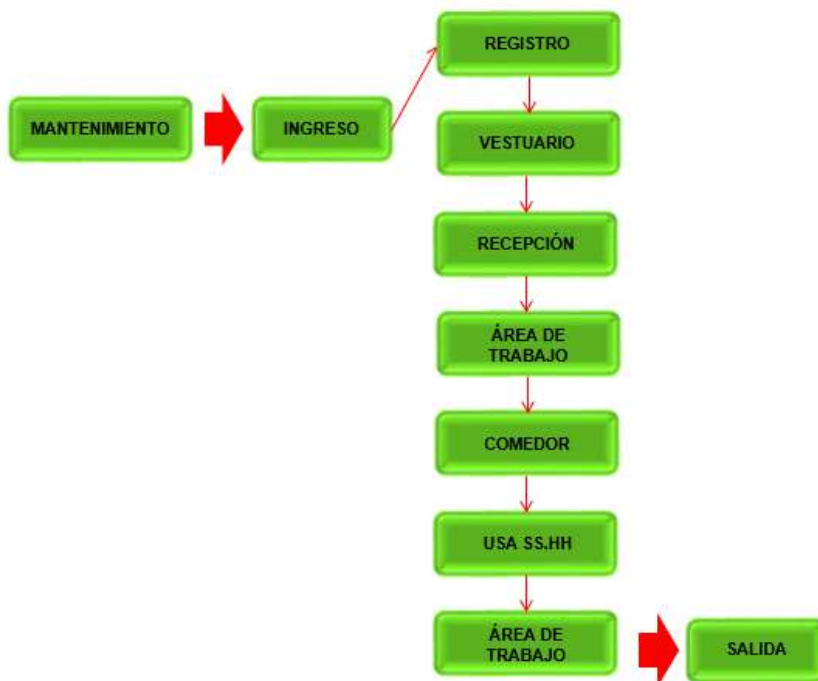 MANTENIMIENTO
INGRESO
REGISTRO
VESTUARIO
RECEPCIÓN
ÁREA DE
TRABAJO
COMEDOR
USA SS.HH
ÁREA DE
TRABAJO
SALIDA